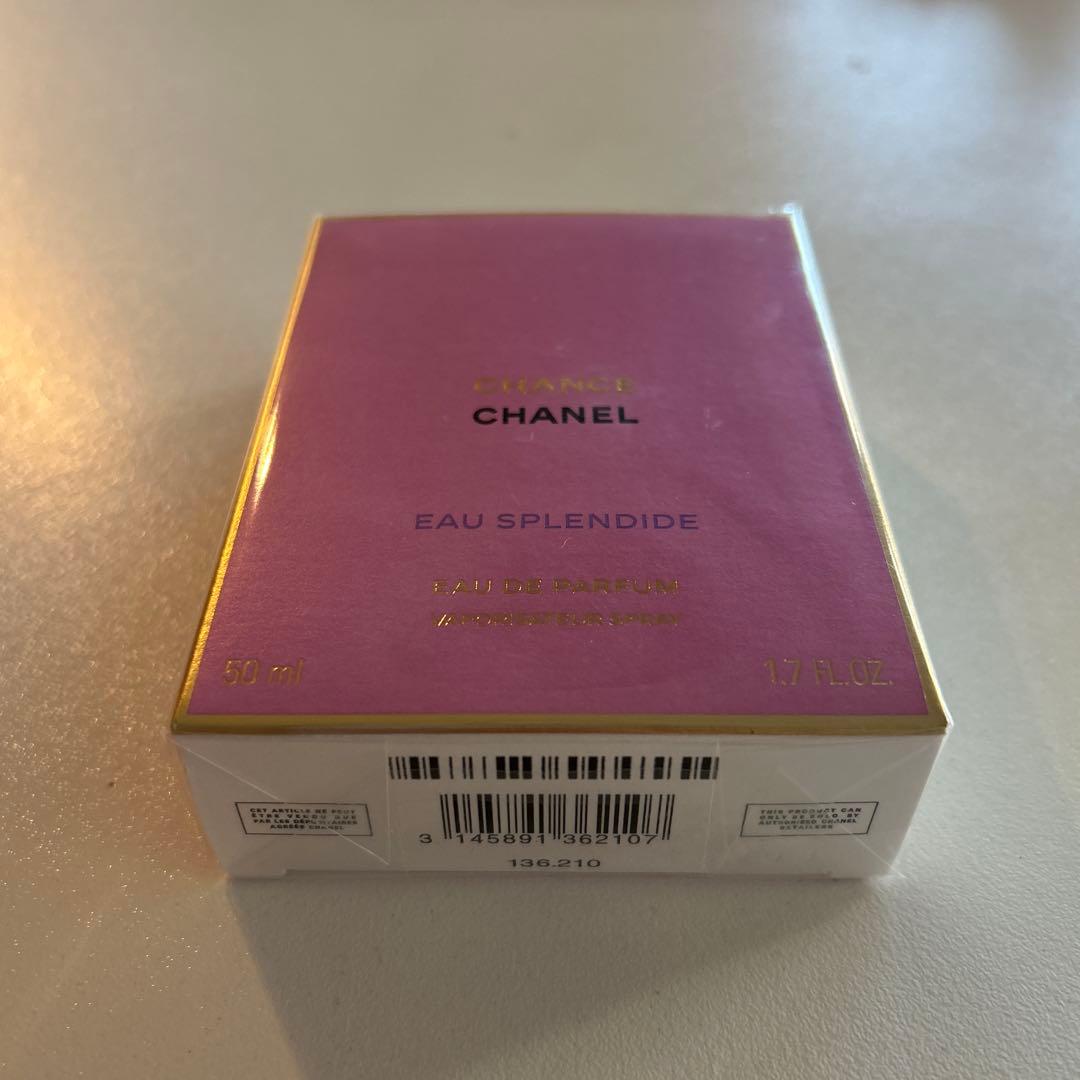 CHANCE
CHANEL
EAU SPLENDIDE
EAU DE PARFUM
VAPORISATEUR SPRAY
50 ml
1.7 FL.OZ.
CET ARTICLE NE PEUT
ÊTRE VENDU QUE
PAR LES DÉPOSITAIRES
AGRÉÉS CHANEL
THIS PRODUCT CAN
ONLY BE SOLD BY
AUTHORIZED CHANEL
RETAILERS
3 145891 362107
136.210